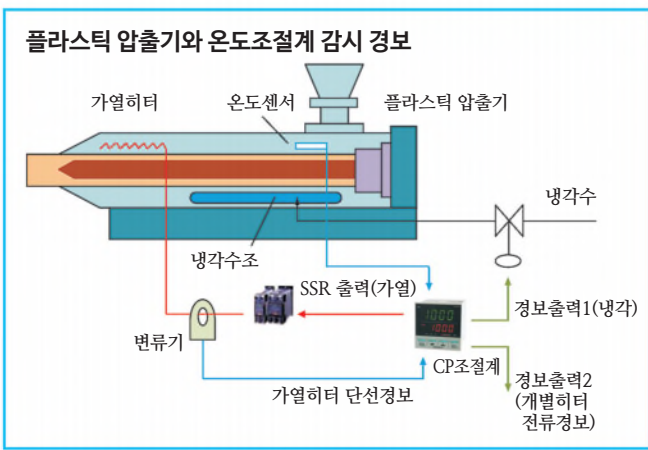 플라스틱 압출기와 온도조절계 감시 경보
가열히터
온도센서
플라스틱 압출기
냉각수
냉각수조
SSR 출력(가열)
1000
1000
경보출력1(냉각)
변류기
CP조절계
가열히터 단선경보
경보출력2
(개별히터
전류경보)